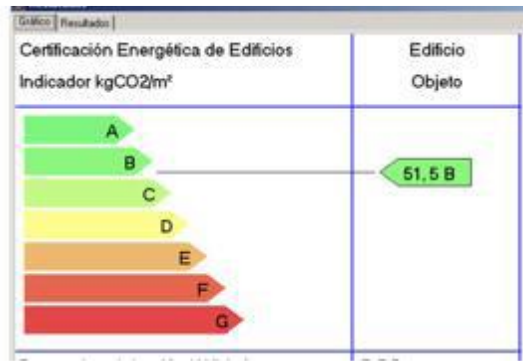 Gráfico Resultados
Certificación Energética de Edificios
Indicador kgCO2/m²
Edificio
Objeto
A
B
51,5 B
C
D
E
F
G